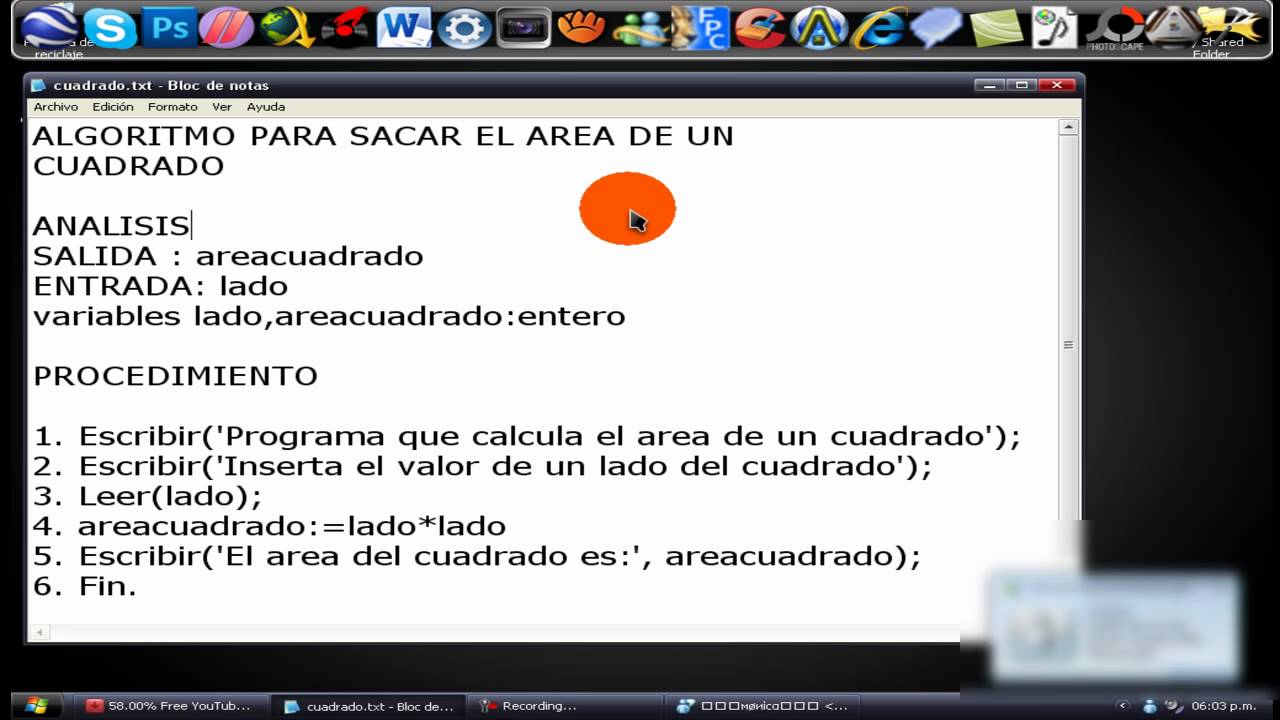 reciclaje
PHOTOSCAPE
Shared
Folder
cuadrado.txt - Bloc de notas
Archivo Edición Formato Ver Ayuda
ALGORITMO PARA SACAR EL AREA DE UN
CUADRADO
ANALISIS
SALIDA : areacuadrado
ENTRADA: lado
variables lado,areacuadrado:entero
PROCEDIMIENTO
1. Escribir('Programa que calcula el area de un cuadrado');
2. Escribir('Inserta el valor de un lado del cuadrado');
3. Leer(lado);
4. areacuadrado:=lado*lado
5. Escribir('El area del cuadrado es:', areacuadrado);
6. Fin.
58.00% Free YouTub... cuadrado.txt - Bloc de... Recording... □□□мønica□□□ <... 06:03 p.m.